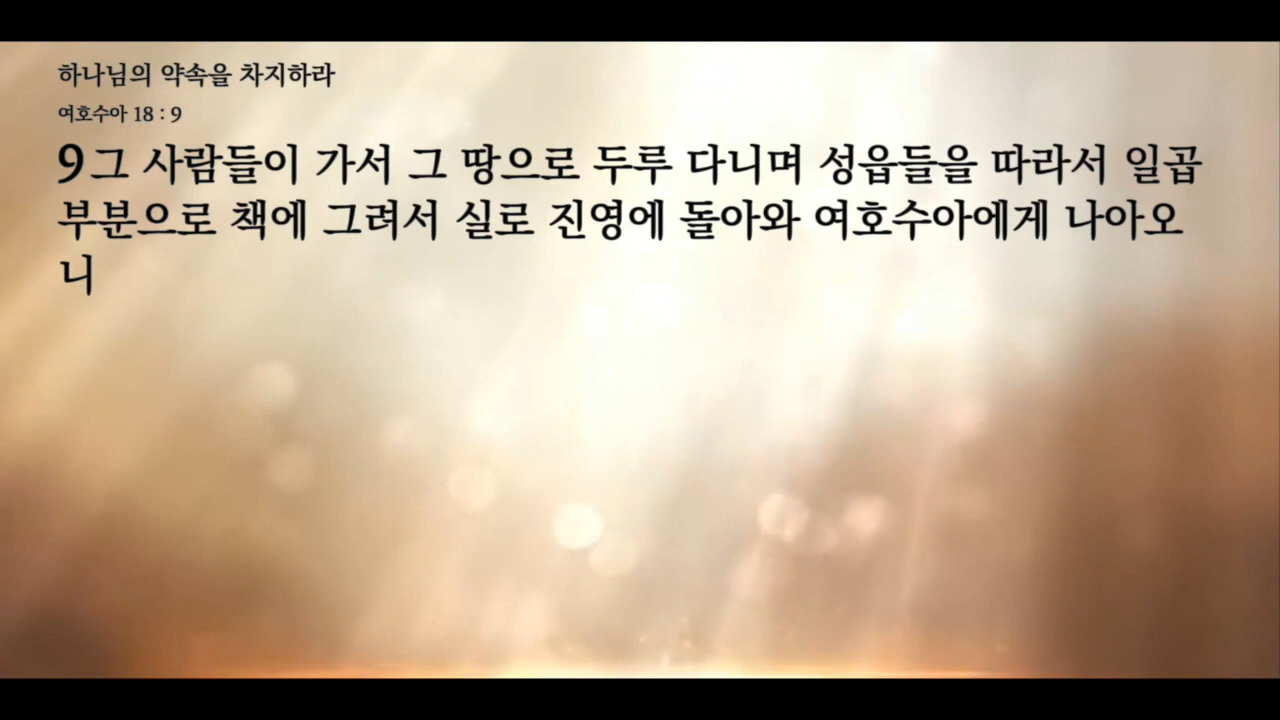 하나님의 약속을 차지하라
여호수아 18 : 9
9그 사람들이 가서 그 땅으로 두루 다니며 성읍들을 따라서 일곱
부분으로 책에 그려서 실로 진영에 돌아와 여호수아에게 나아오
니